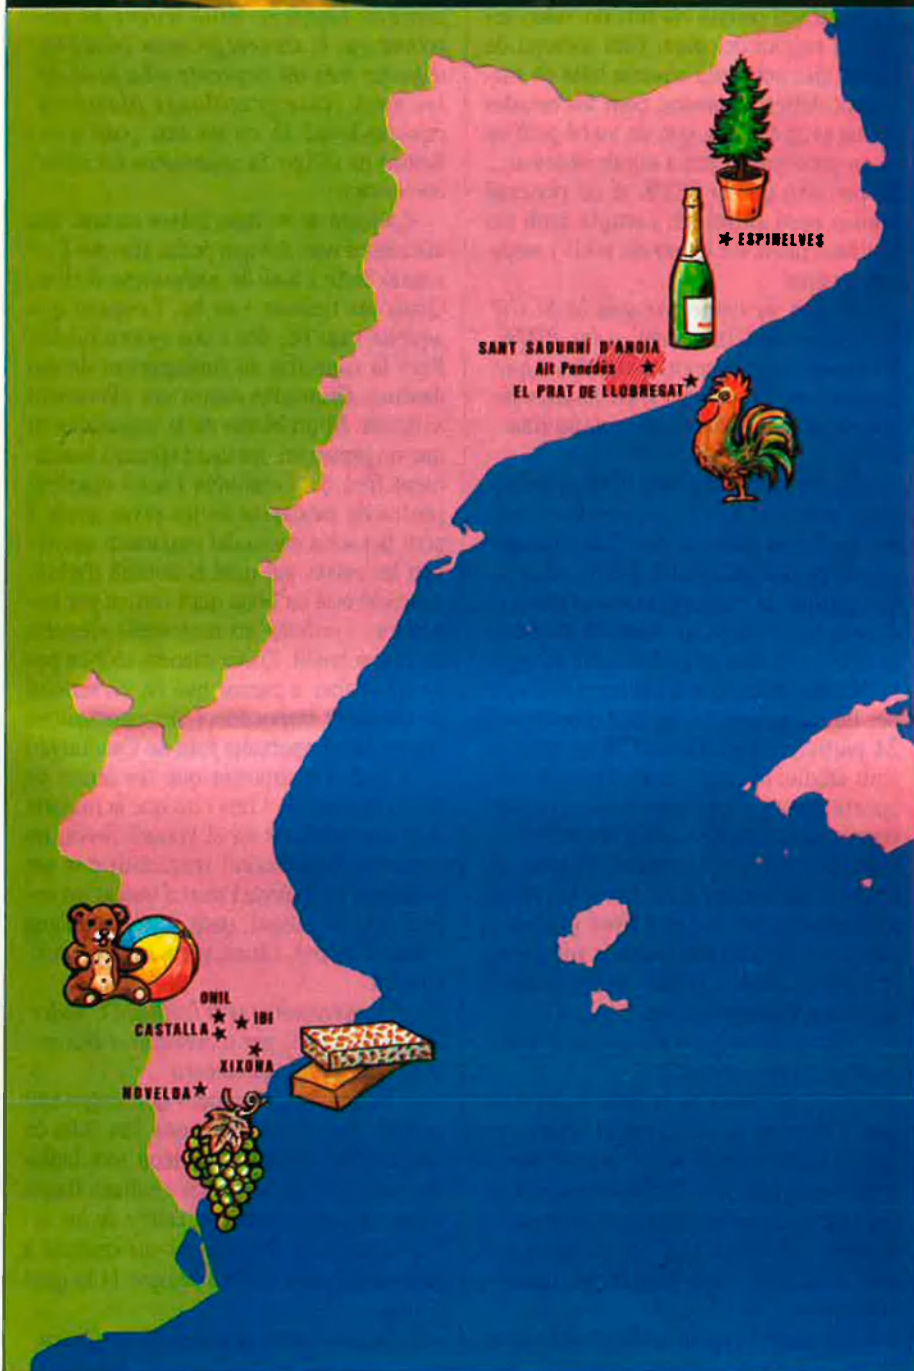 ESPINELVES
SANT SADURNÍ D'ANOIA
Alt Penedès
EL PRAT DE LLOBREGAT
ONIL
IBI
CASTALLA
XIXONA
NOVELDA